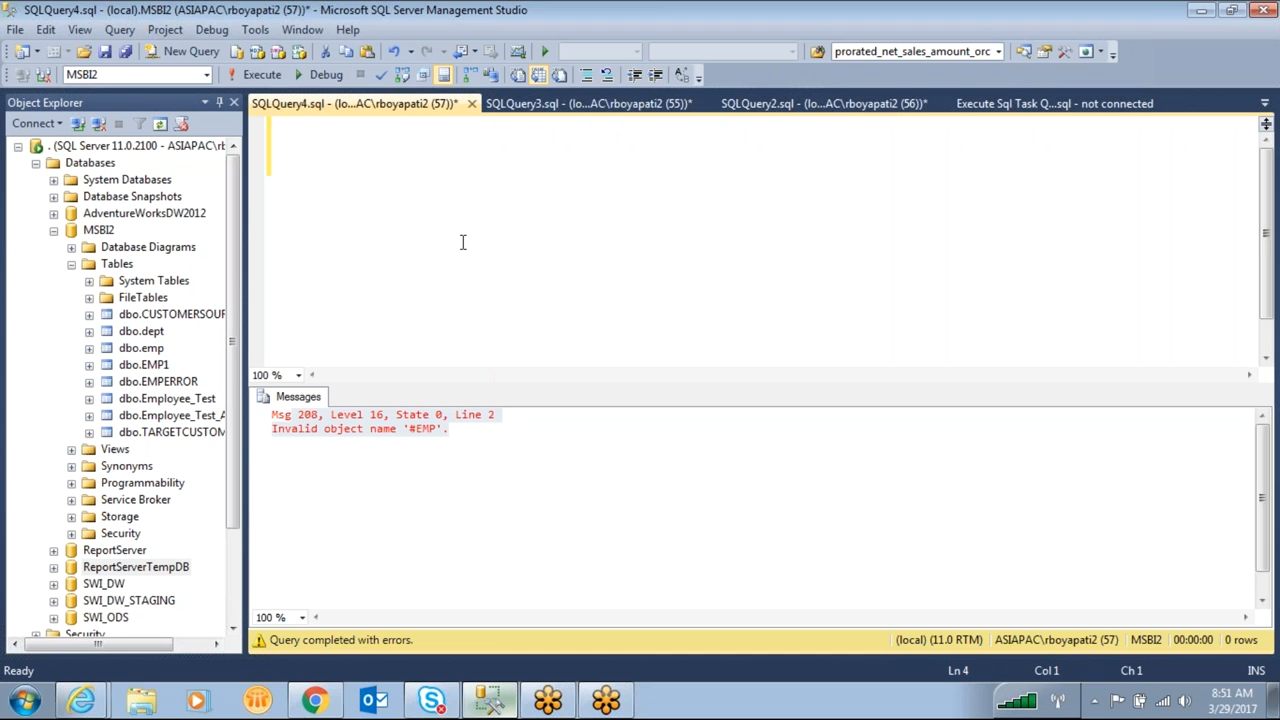 SQLQuery4.sql - (local).MSBI2 (ASIAPAC\rboyapati2 (57))* - Microsoft SQL Server Management Studio
File Edit View Query Project Debug Tools Window Help
New Query prorated_net_sales_amount_orc
MSBI2 Execute Debug
Object Explorer
SQLQuery4.sql - (lo...AC\rboyapati2 (57))* SQLQuery3.sql - (lo...AC\rboyapati2 (55))* SQLQuery2.sql - (lo...AC\rboyapati2 (56))* Execute Sql Task Q...sql - not connected
Connect
. (SQL Server 11.0.2100 - ASIAPAC\rt
Databases
System Databases
Database Snapshots
AdventureWorksDW2012
MSBI2
Database Diagrams
Tables
System Tables
FileTables
dbo.CUSTOMERSOUR
dbo.dept
dbo.emp
dbo.EMP1
dbo.EMPERROR
dbo.Employee_Test
dbo.Employee_Test_A
dbo.TARGETCUSTOM
Views
Synonyms
Programmability
Service Broker
Storage
Security
ReportServer
ReportServerTempDB
SWI_DW
SWI_DW_STAGING
SWI_ODS
Security
100 %
Messages
Msg 208, Level 16, State 0, Line 2
Invalid object name '#EMP'.
100 %
Query completed with errors. (local) (11.0 RTM) ASIAPAC\rboyapati2 (57) MSBI2 00:00:00 0 rows
Ready Ln 4 Col 1 Ch 1 INS
8:51 AM
3/29/2017